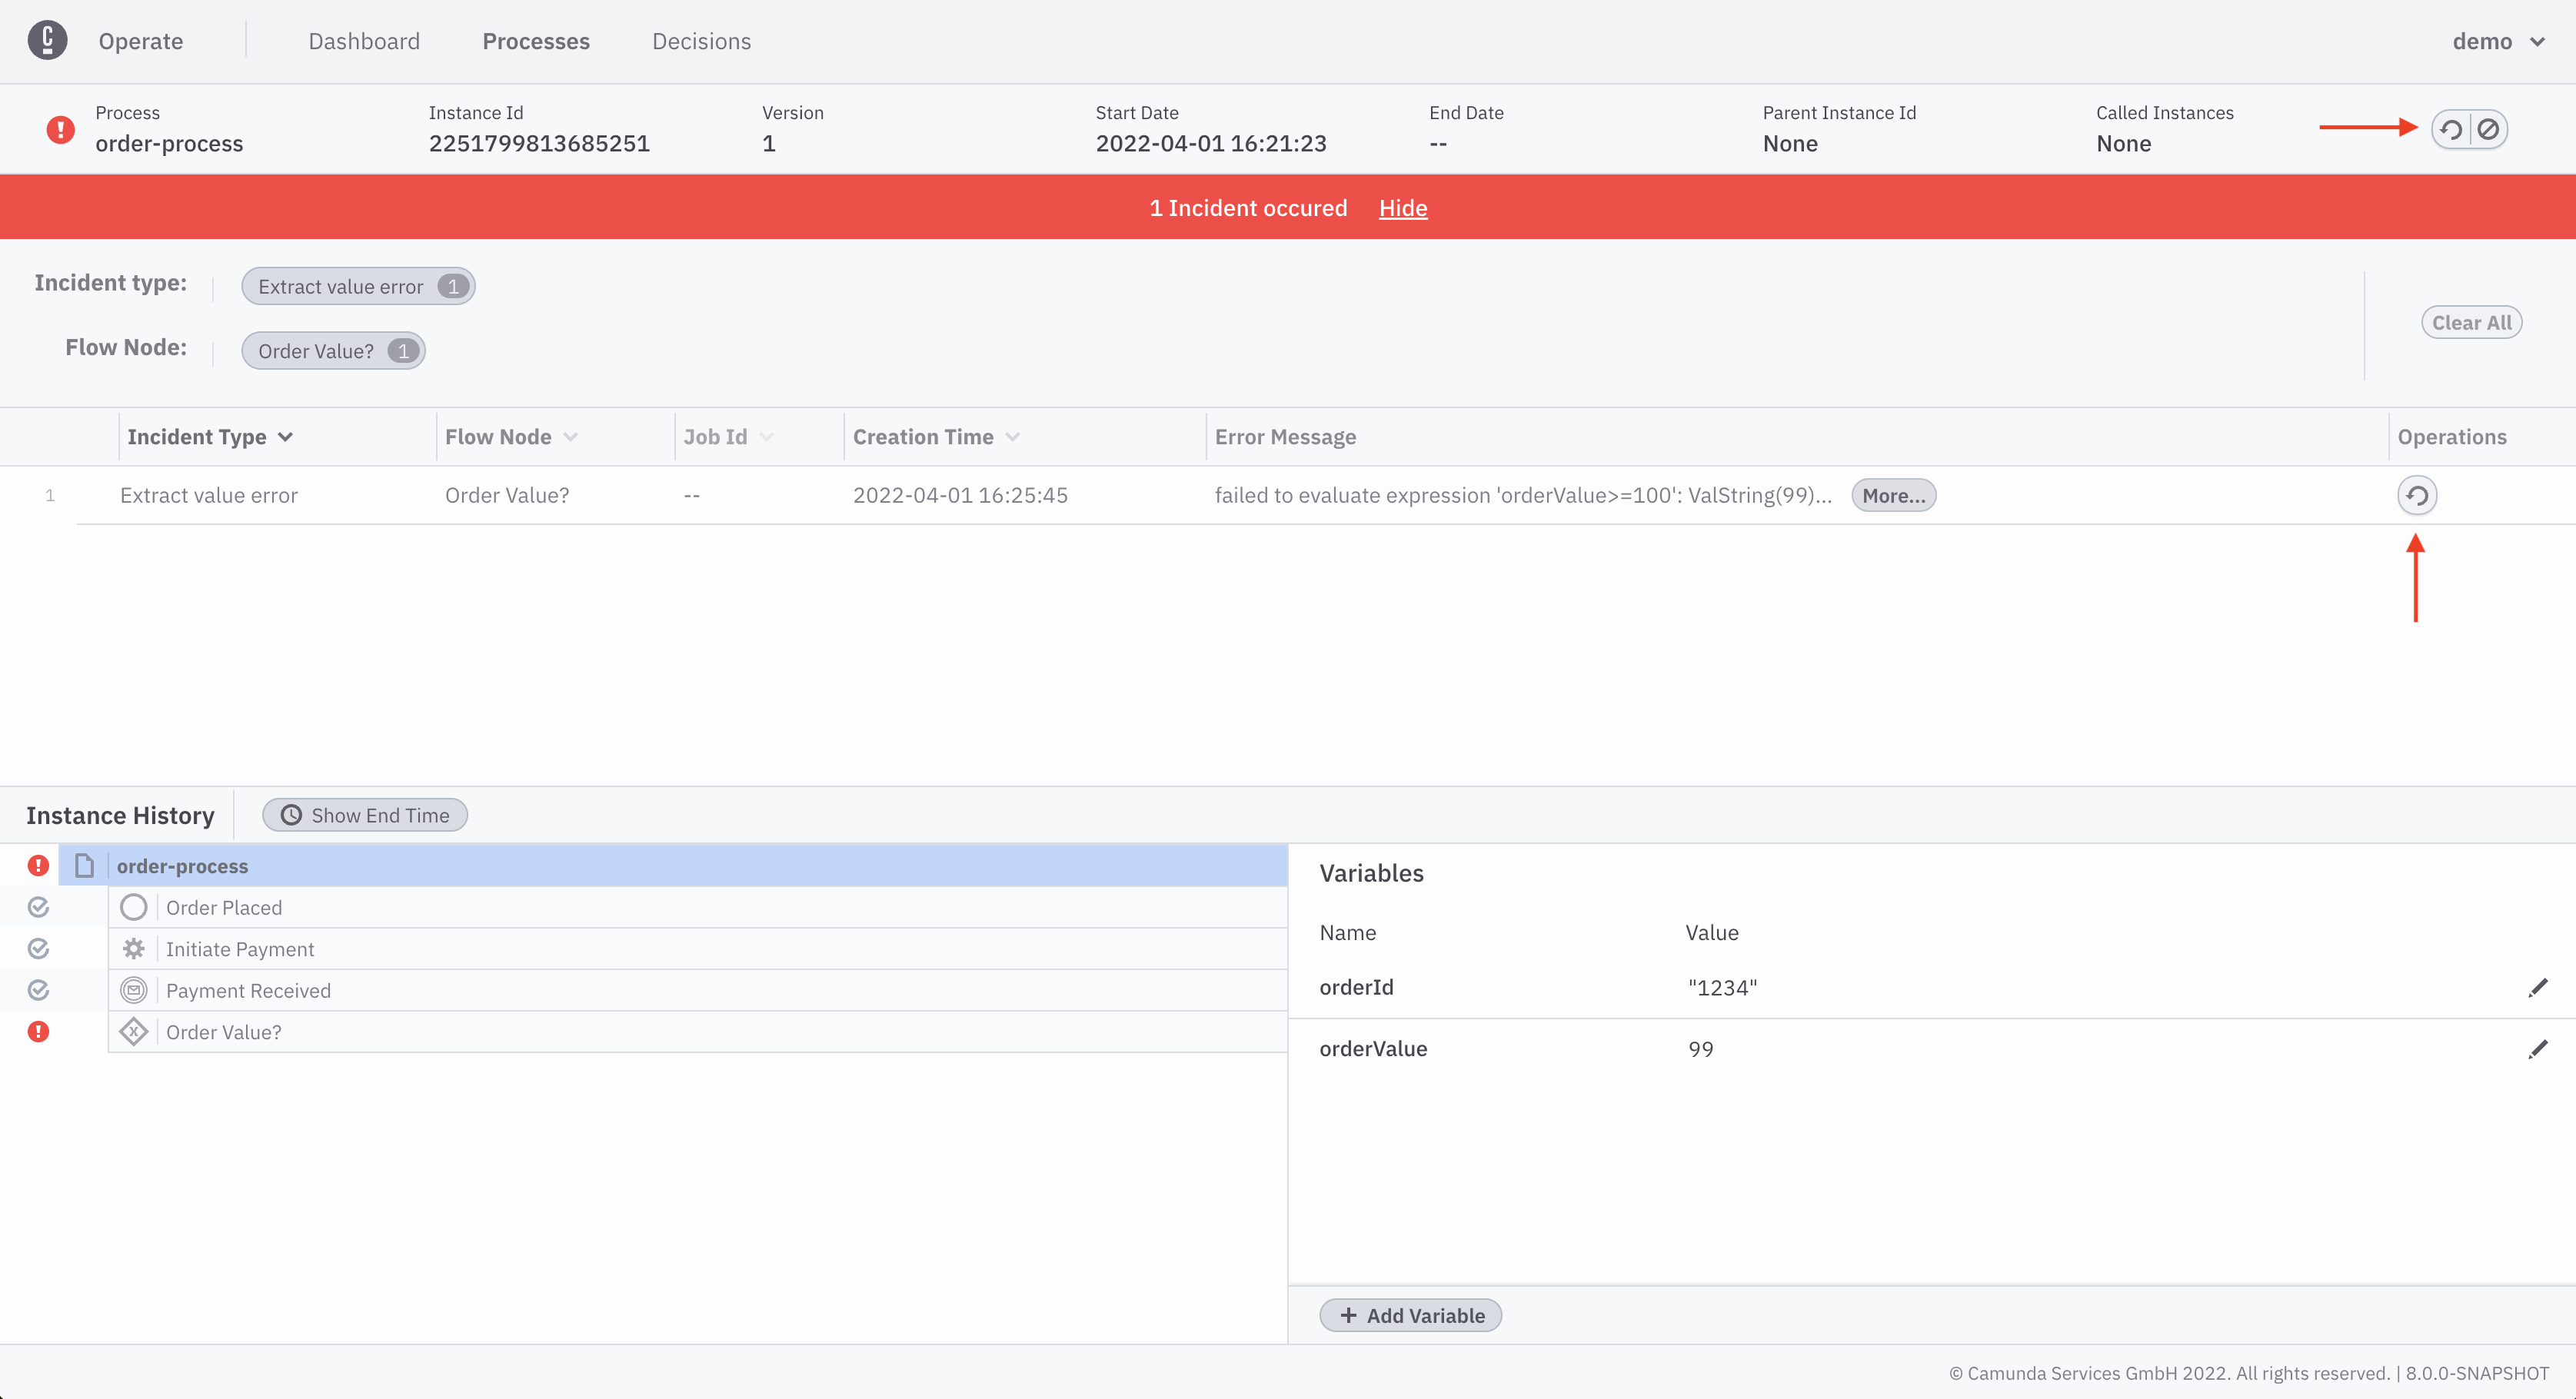 Operate Dashboard Processes Decisions demo
Process Instance Id Version Start Date End Date Parent Instance Id Called Instances
order-process 2251799813685251 1 2022-04-01 16:21:23 -- None None
1 Incident occured Hide
Incident type: Extract value error 1
Clear All
Flow Node: Order Value? 1
Incident Type Flow Node Job Id Creation Time Error Message Operations
1 Extract value error Order Value? -- 2022-04-01 16:25:45 failed to evaluate expression 'orderValue>=100': ValString(99)... More...
Instance History Show End Time
order-process
Order Placed
Initiate Payment
Payment Received
Order Value?
Variables
Name Value
orderId "1234"
orderValue 99
+ Add Variable
© Camunda Services GmbH 2022. All rights reserved. | 8.0.0-SNAPSHOT